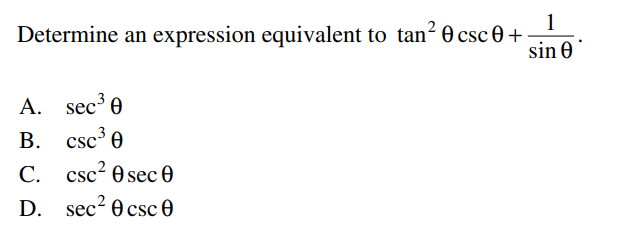 Determine an expression equivalent to tan² θ csc θ + 1/sin θ.
A. sec³ θ
B. csc³ θ
C. csc² θ sec θ
D. sec² θ csc θ